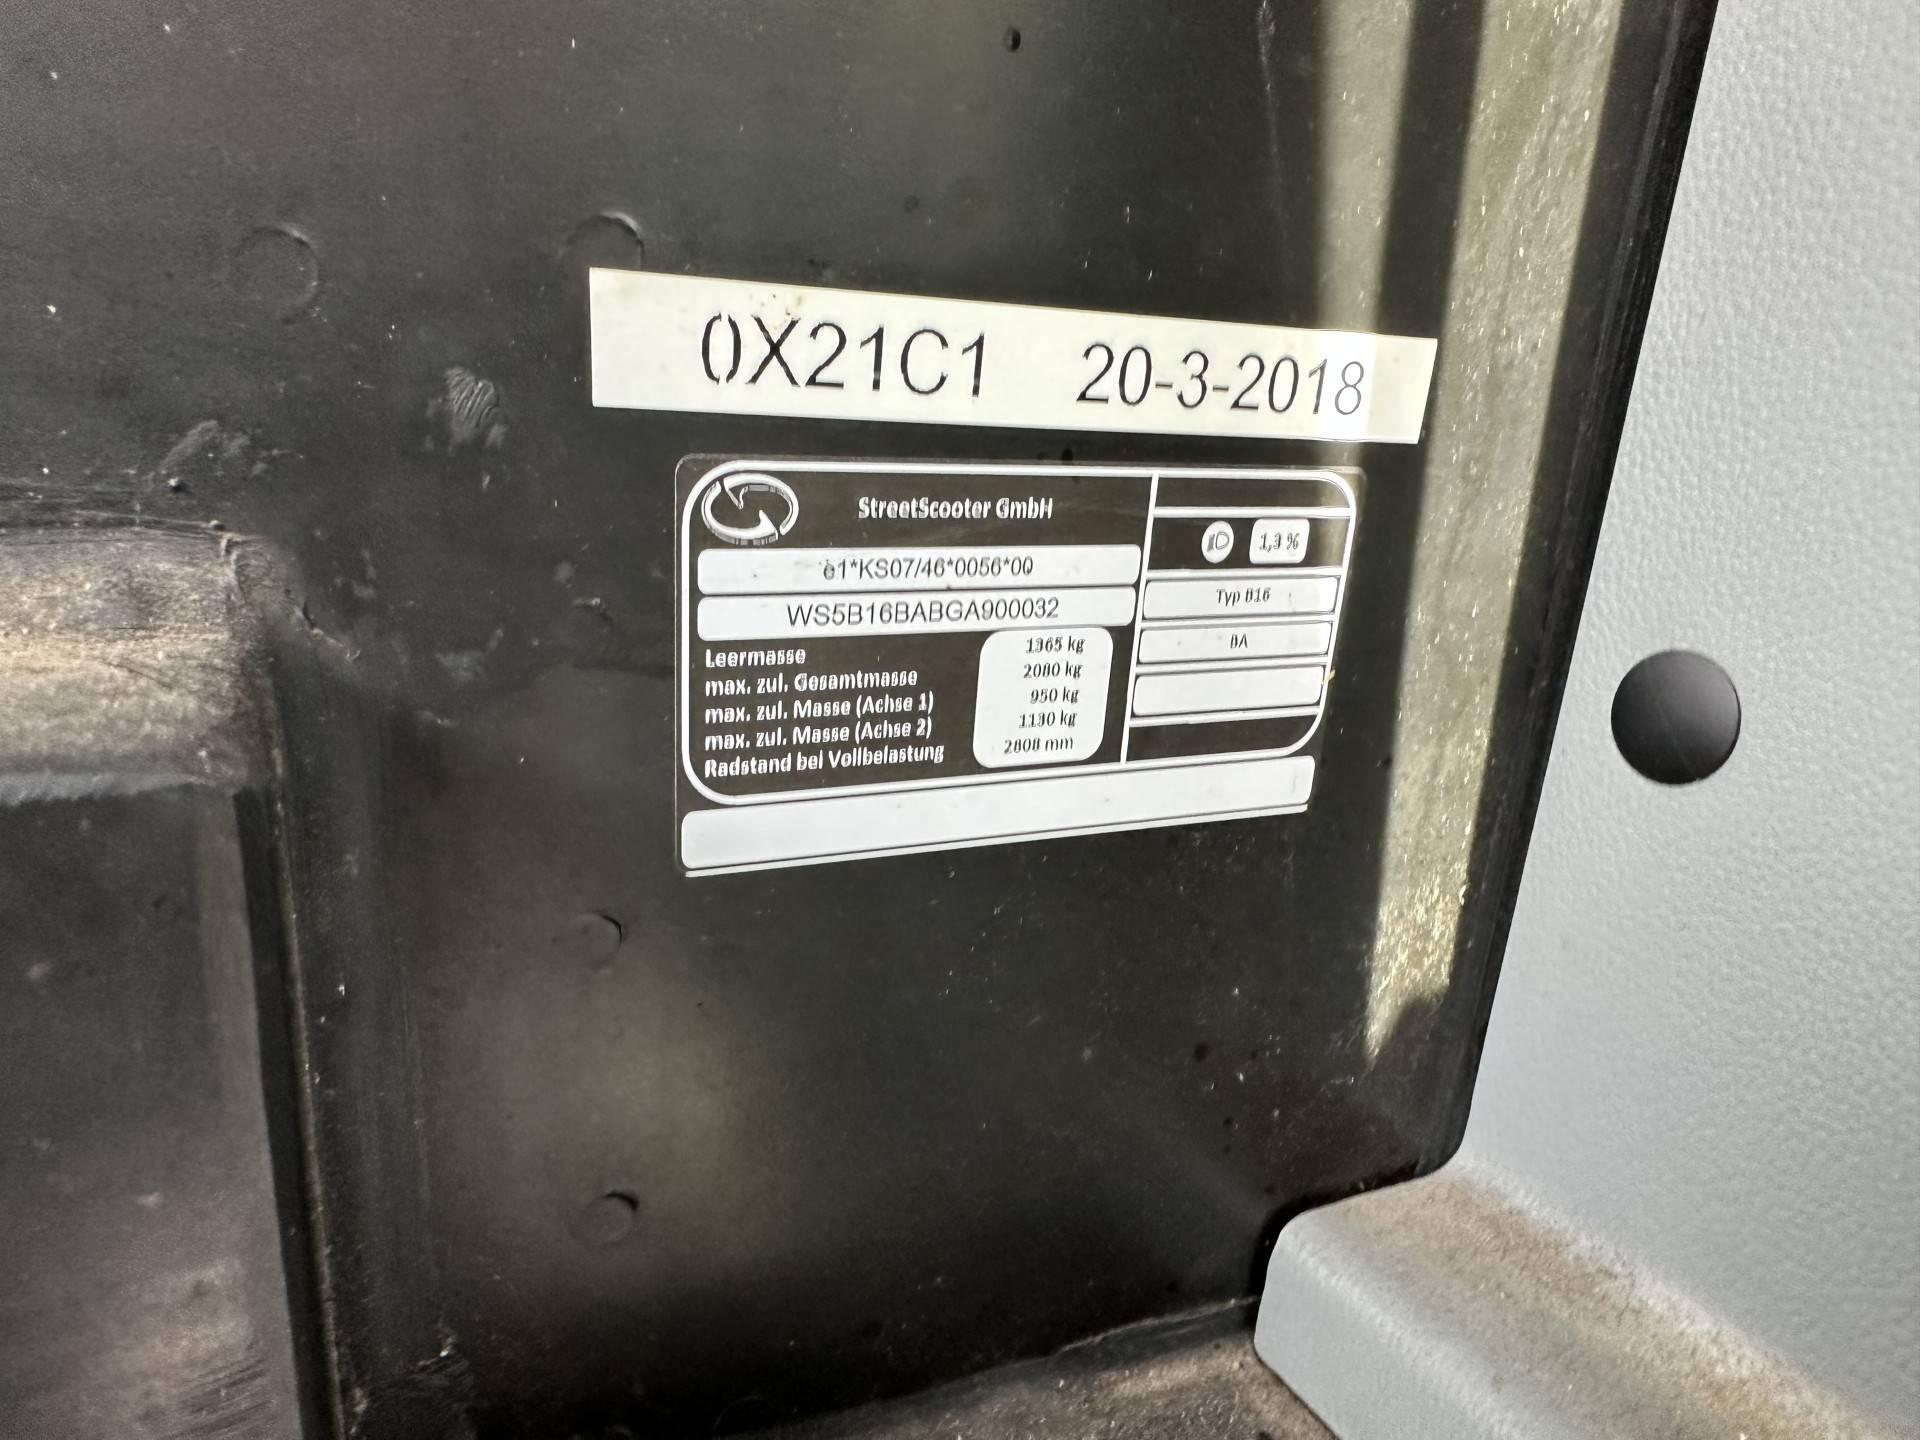 0X21C1 20-3-2018
StreetScooter GmbH
1,3 %
e1*KS07/46*0056*00
Typ B16
WS5B16BABGA900032
BA
Leermasse 1365 kg
max. zul. Gesamtmasse 2080 kg
max. zul. Masse (Achse 1) 950 kg
max. zul. Masse (Achse 2) 1130 kg
Radstand bei Vollbelastung 2808 mm